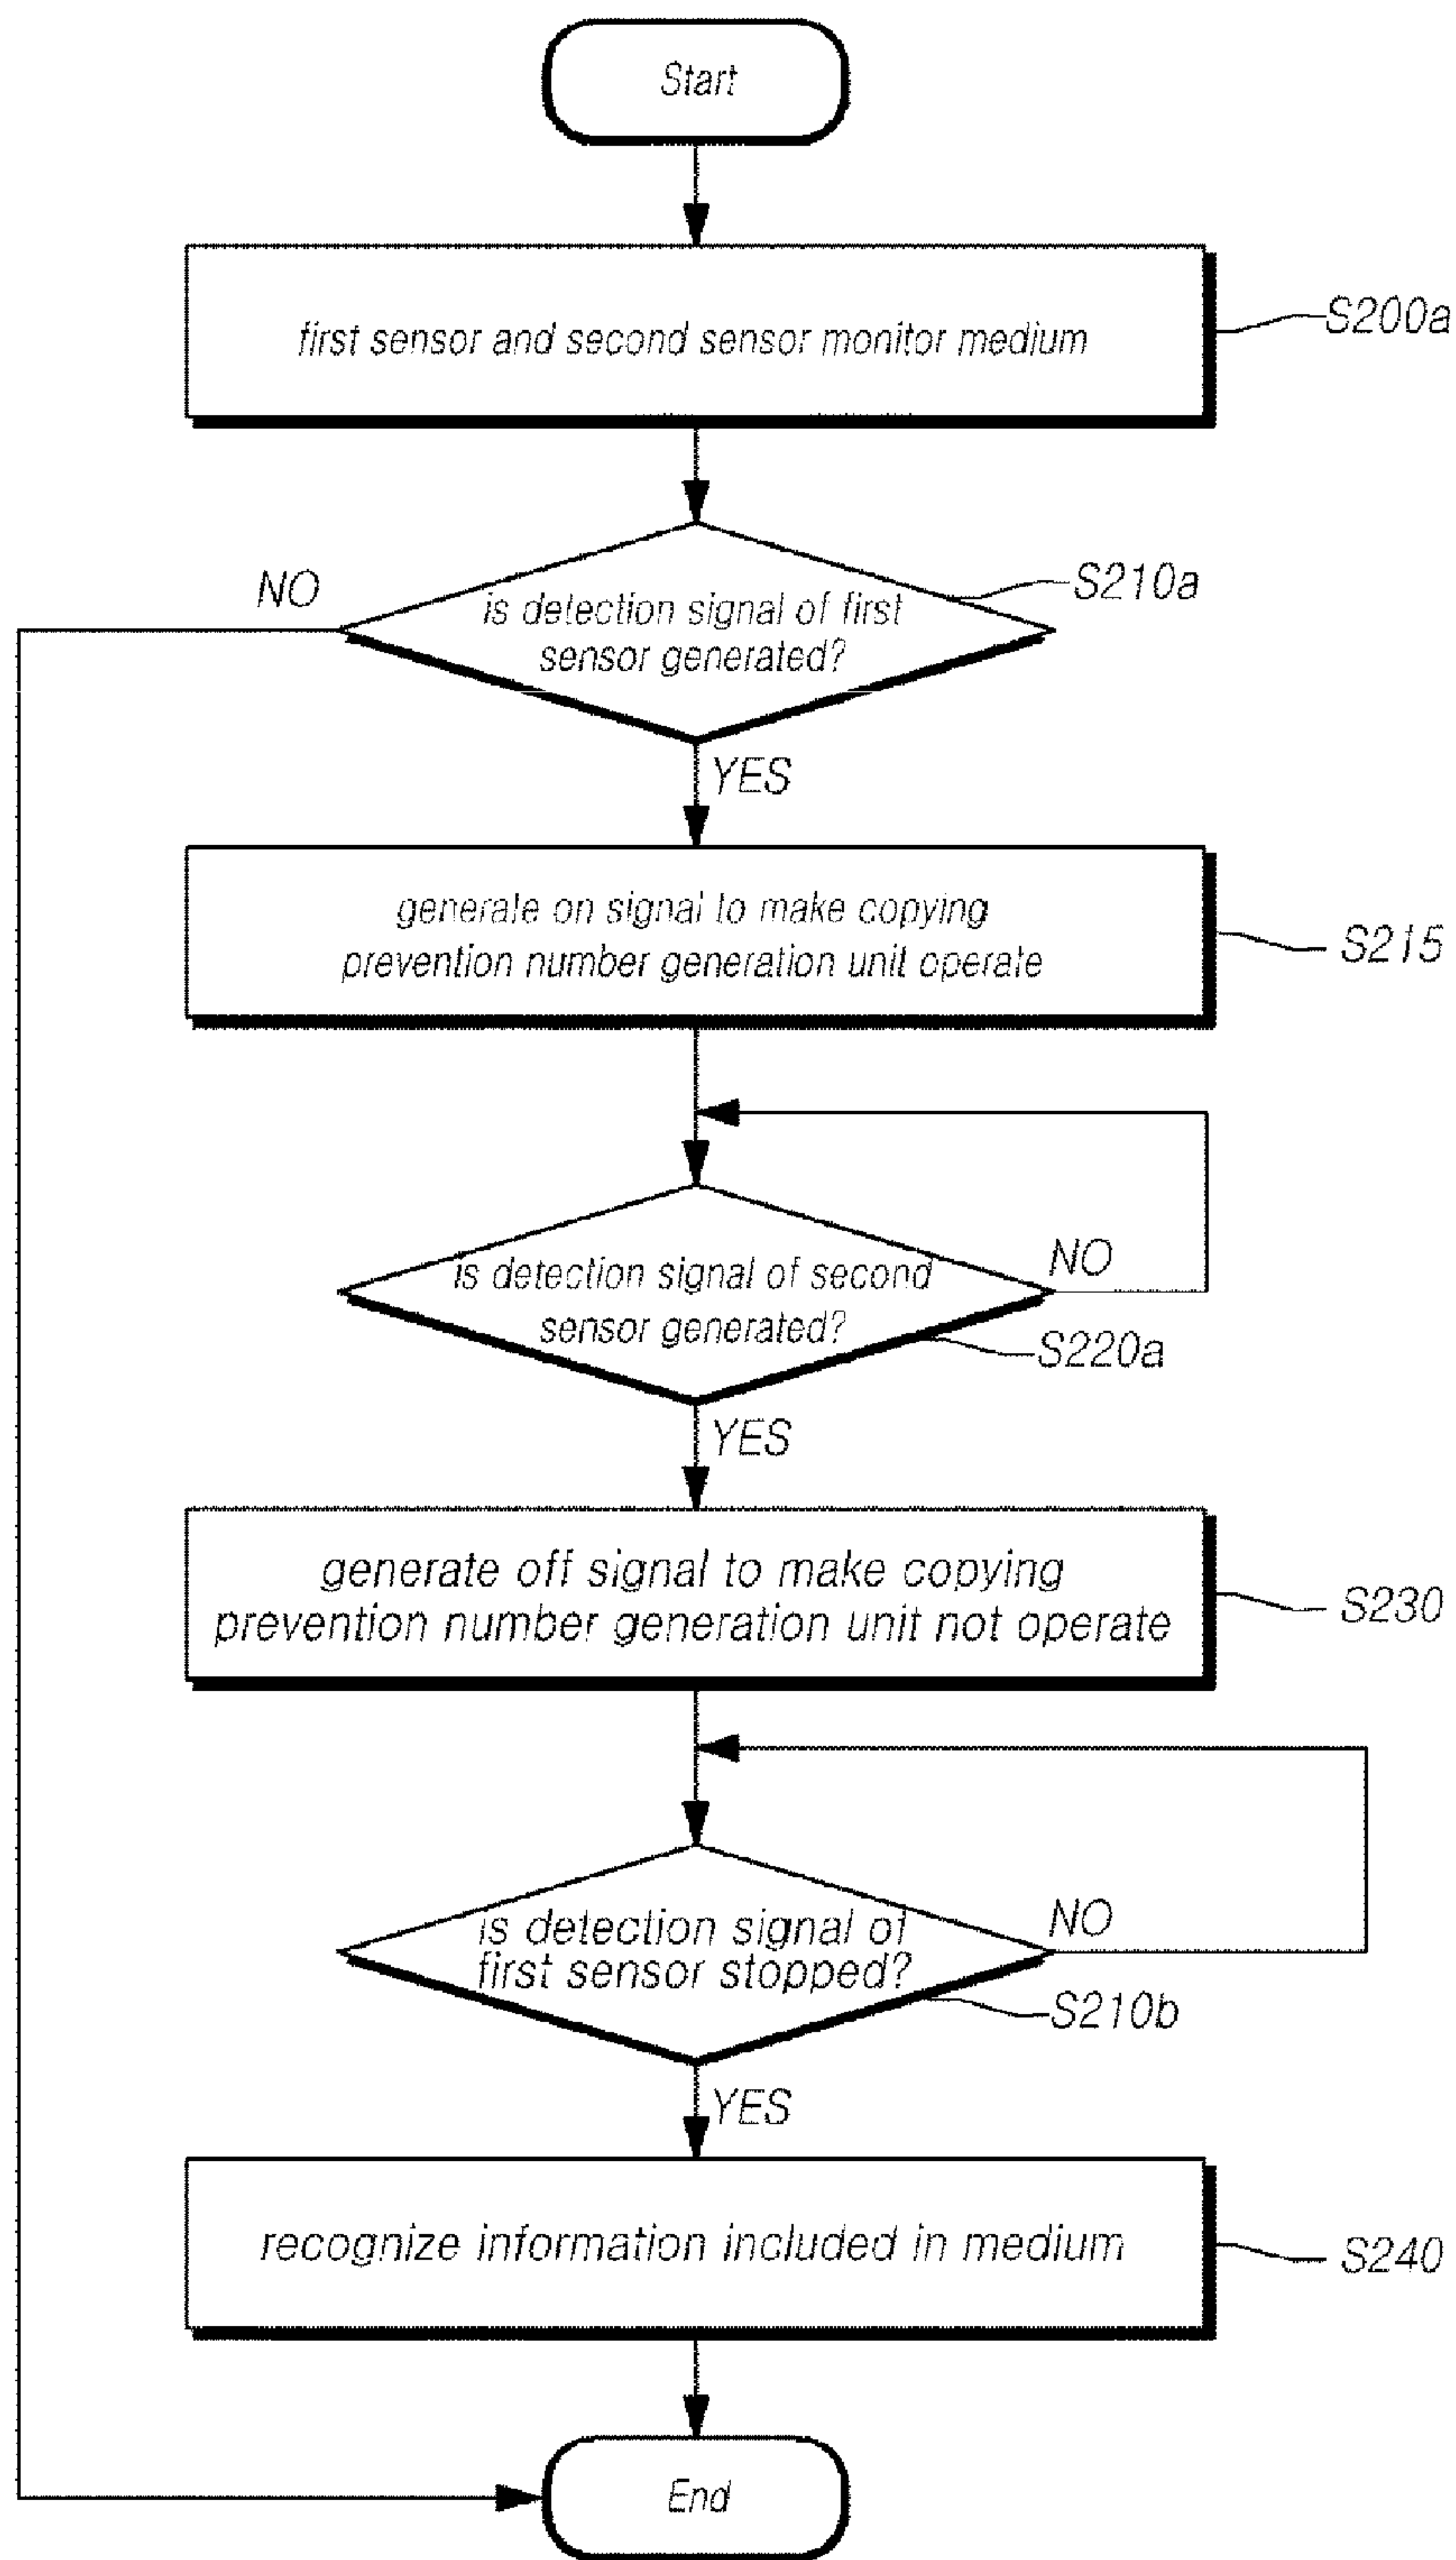 Start
first sensor and second sensor monitor medium
S200a
NO
S210a
is detection signal of first
sensor generated?
YES
generate on signal to make copying
prevention number generation unit operate
S215
is detection signal of second
sensor generated?
NO
S220a
YES
generate off signal to make copying
prevention number generation unit not operate
S230
is detection signal of
first sensor stopped?
NO
S210b
YES
recognize information included in medium
S240
End